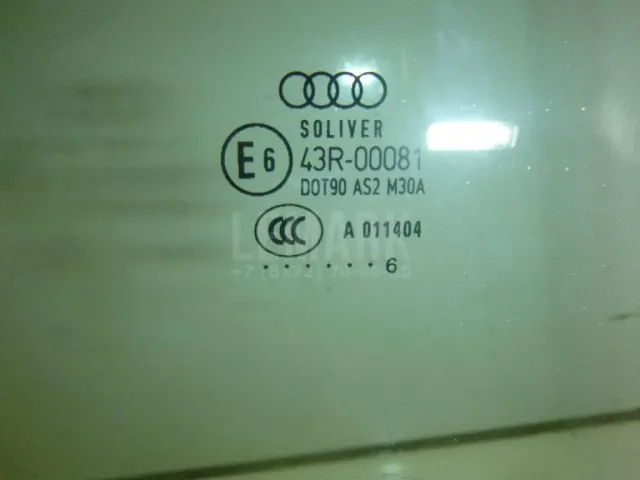 SOLIVER
E6 43R-00081
DOT90 AS2 M30A
CCC A 011404
. . . . . . 6